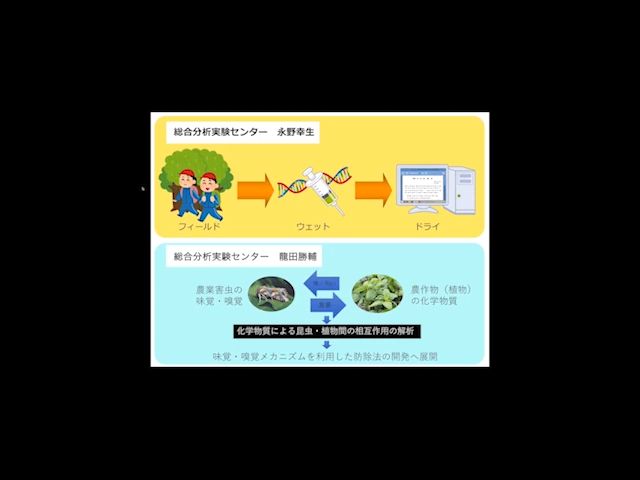 総合分析実験センター　永野幸生
フィールド
ウェット
ドライ
総合分析実験センター　龍田勝輔
農業害虫の
味覚・嗅覚
農作物（植物）
の化学物質
化学物質による昆虫・植物間の相互作用の解析
味覚・嗅覚メカニズムを利用した防除法の開発へ展開